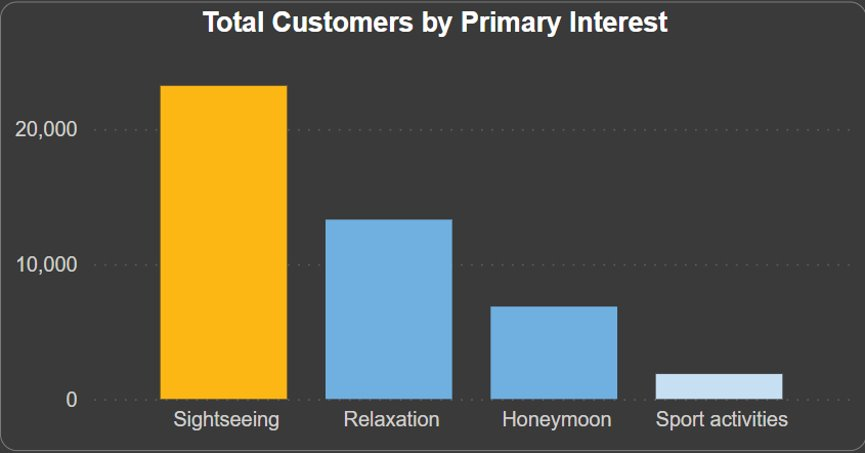 Total Customers by Primary Interest
20,000
10,000
0
Sightseeing Relaxation Honeymoon Sport activities